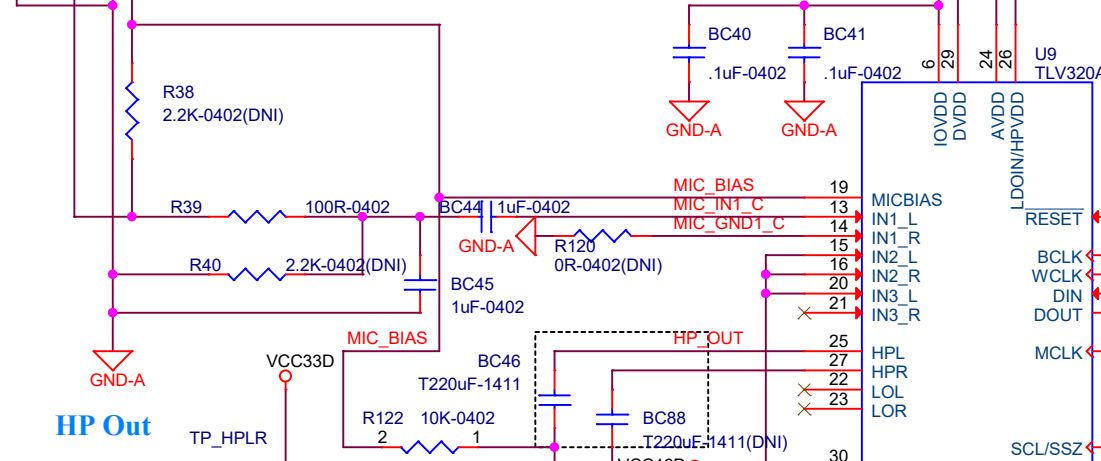 BC40
BC41
.1uF-0402
.1uF-0402
GND-A
GND-A
6
29
24
26
U9
TLV320A
IOVDD
DVDD
AVDD
LDOIN/HPVDD
R38
2.2K-0402(DNI)
MIC_BIAS
19
MICBIAS
R39
100R-0402
BC44
1uF-0402
MIC_IN1_C
13
IN1_L
RESET
GND-A
R120
0R-0402(DNI)
MIC_GND1_C
14
IN1_R
15
IN2_L
BCLK
R40
2.2K-0402(DNI)
16
IN2_R
WCLK
BC45
1uF-0402
20
IN3_L
DIN
21
IN3_R
DOUT
MIC_BIAS
HP_OUT
25
HPL
MCLK
GND-A
VCC33D
BC46
T220uF-1411
27
HPR
22
LOL
23
LOR
HP Out
TP_HPLR
R122
10K-0402
2
1
BC88
T220uF-1411(DNI)
30
SCL/SSZ